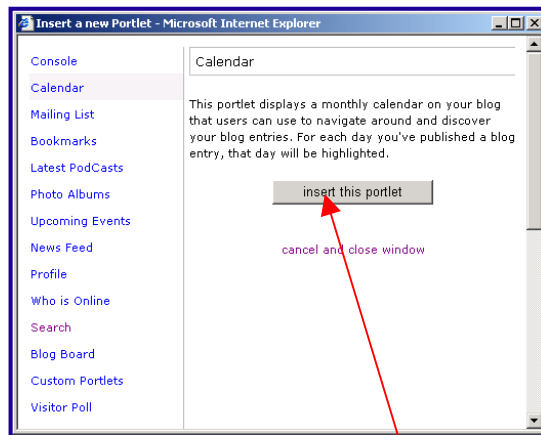 Insert a new Portlet - Microsoft Internet Explorer
Console
Calendar
Mailing List
Bookmarks
Latest PodCasts
Photo Albums
Upcoming Events
News Feed
Profile
Who is Online
Search
Blog Board
Custom Portlets
Visitor Poll
Calendar
This portlet displays a monthly calendar on your blog
that users can use to navigate around and discover
your blog entries. For each day you've published a blog
entry, that day will be highlighted.
insert this portlet
cancel and close window